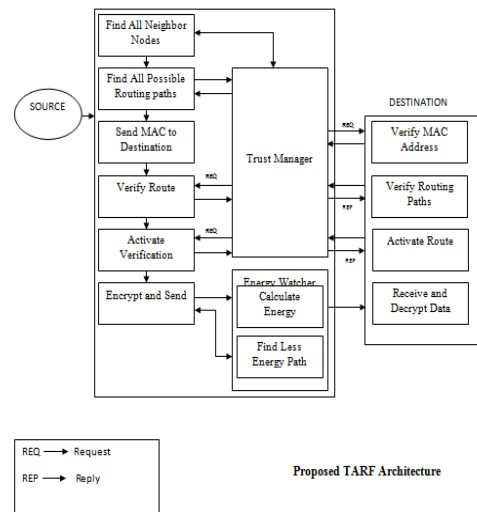 Find All Neighbor
Nodes
Find All Possible
Routing paths
SOURCE
Send MAC to
Destination
Verify Route
Activate
Verification
Encrypt and Send
REQ
REQ
Trust Manager
Energy Watcher
Calculate
Energy
Find Less
Energy Path
REQ
REP
REP
DESTINATION
Verify MAC
Address
Verify Routing
Paths
Activate Route
Receive and
Decrypt Data
REQ Request
REP Reply
Proposed TARF Architecture